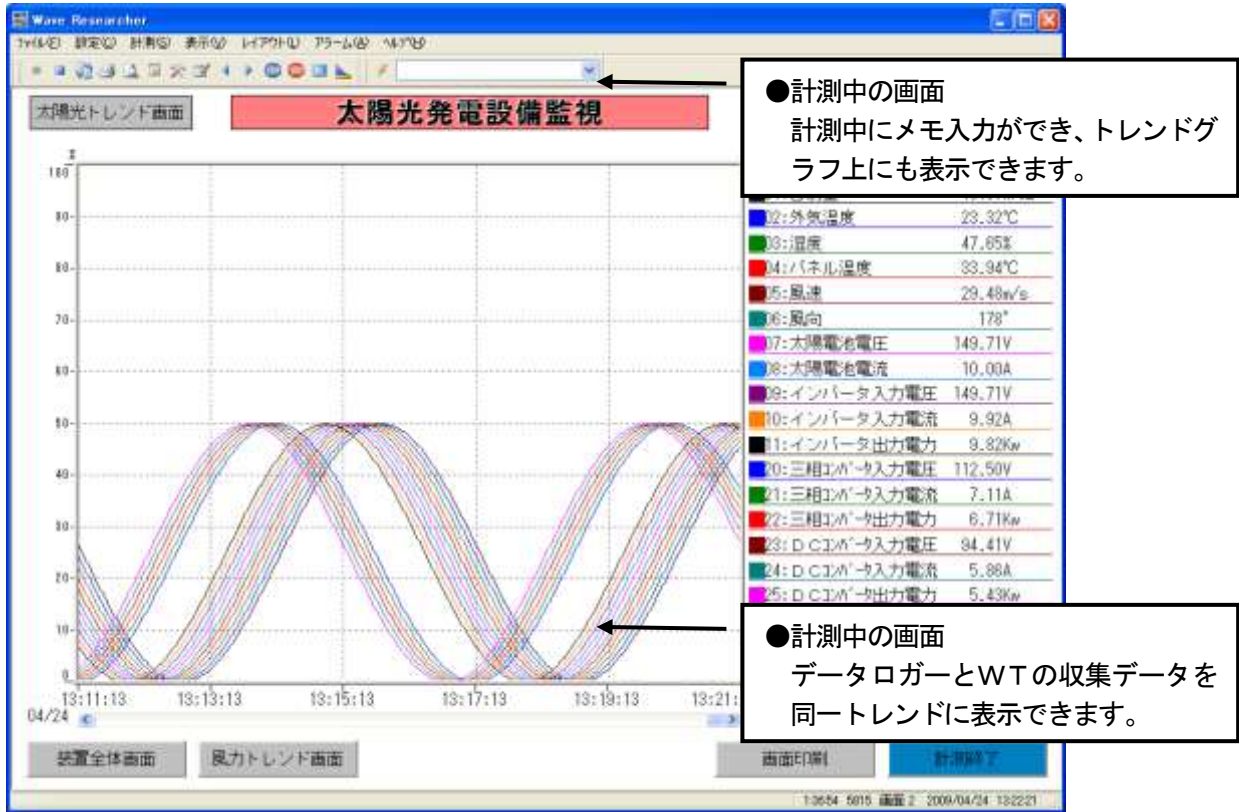 Wave Researcher
ﾌｧｲﾙ(F) 設定(C) 計測(S) 表示(V) ﾚｲｱｳﾄ(L) ｱﾗｰﾑ(A) ﾍﾙﾌﾟ(H)
太陽光トレンド画面
太陽光発電設備監視
●計測中の画面
計測中にメモ入力ができ、トレンドグ
ラフ上にも表示できます。
02:外気温度 23.32℃
03:湿度 47.65%
04:パネル温度 33.94℃
05:風速 29.48m/s
06:風向 178°
07:太陽電池電圧 149.71V
08:太陽電池電流 10.00A
09:インバータ入力電圧 149.71V
10:インバータ入力電流 9.92A
11:インバータ出力電力 9.82Kw
20:三相ｺﾝﾊﾞｰﾀ入力電圧 112.50V
21:三相ｺﾝﾊﾞｰﾀ入力電流 7.11A
22:三相ｺﾝﾊﾞｰﾀ出力電力 6.71Kw
23:ＤＣｺﾝﾊﾞｰﾀ入力電圧 94.41V
24:ＤＣｺﾝﾊﾞｰﾀ入力電流 5.86A
25:ＤＣｺﾝﾊﾞｰﾀ出力電力 5.43Kw
●計測中の画面
データロガーとＷＴの収集データを
同一トレンドに表示できます。
%
100
90
80
70
60
50
40
30
20
10
0
13:11:13 13:13:13 13:15:13 13:17:13 13:19:13 13:21:
04/24
装置全体画面 風力トレンド画面 画面印刷 計測終了
画面 2 2009/04/24 13:22:21